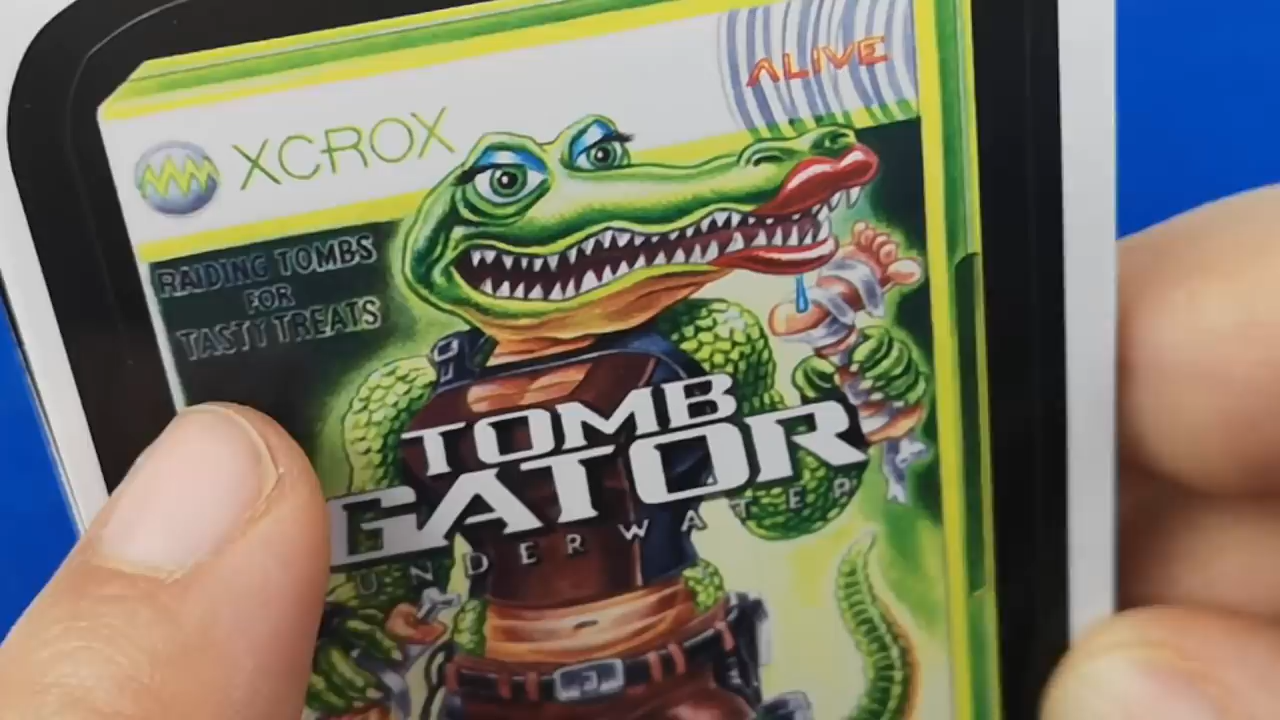 XCROX
ALIVE
RAIDING TOMBS
FOR
TASTY TREATS
TOMB
GATOR
UNDERWATER